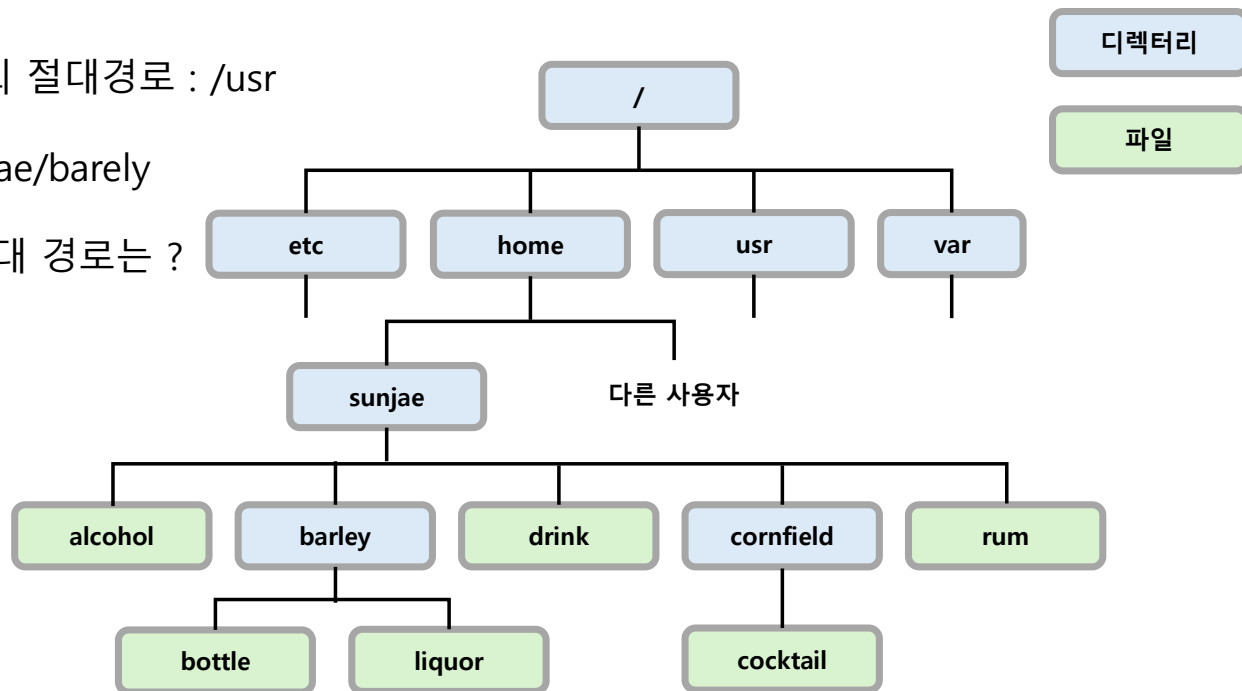 디렉터리
의 절대경로 : /usr
/
파일
ae/barely
대 경로는 ?
etc
home
usr
var
sunjae
다른 사용자
alcohol
barley
drink
cornfield
rum
bottle
liquor
cocktail